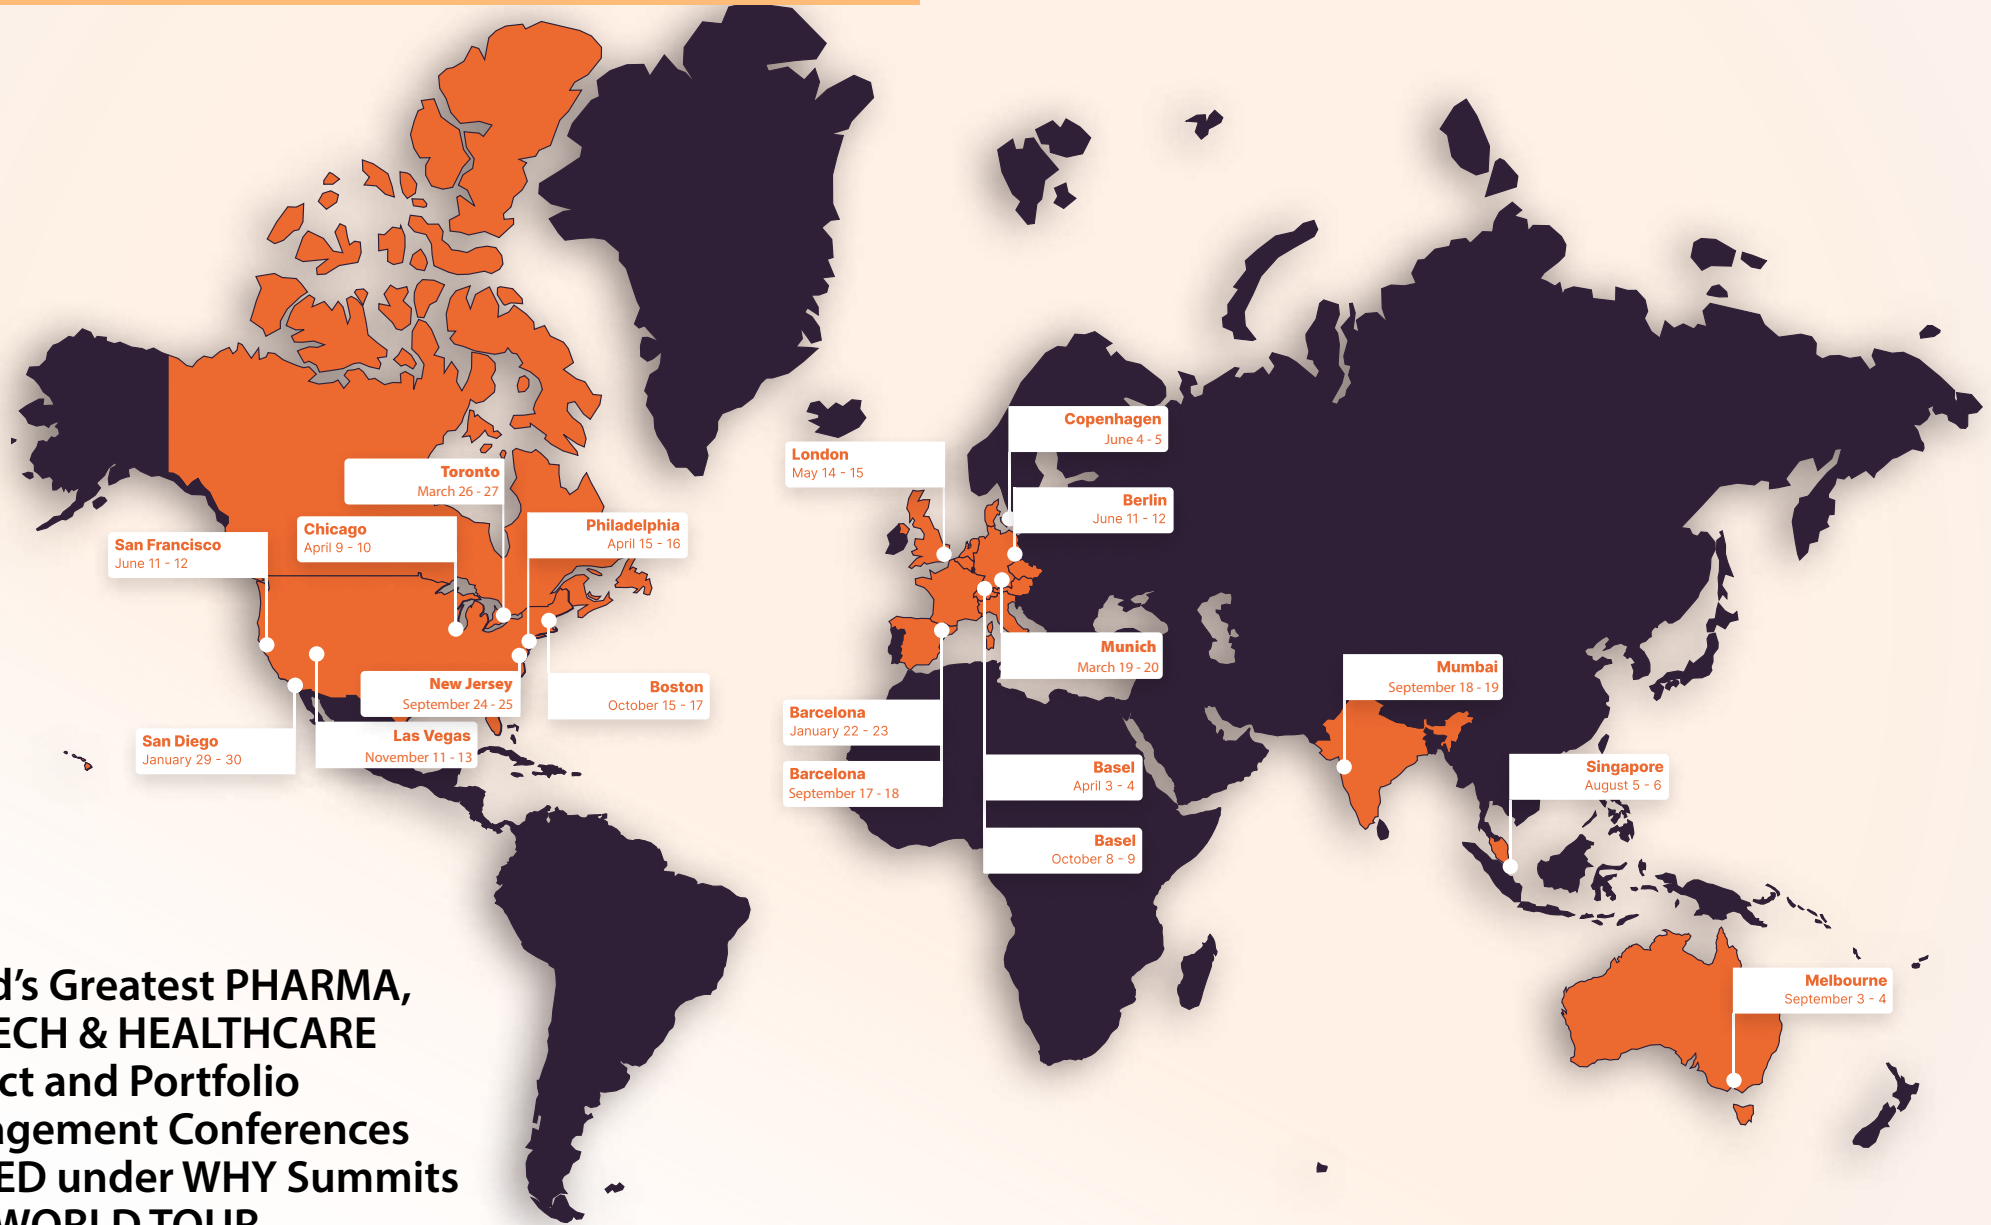 Copenhagen
June 4 - 5
London
May 14 - 15
Toronto
March 26 - 27
Berlin
June 11 - 12
Chicago
April 9 - 10
Philadelphia
April 15 - 16
San Francisco
June 11 - 12
Munich
March 19 - 20
Mumbai
September 18 - 19
New Jersey
September 24 - 25
Boston
October 15 - 17
Barcelona
January 22 - 23
San Diego
January 29 - 30
Las Vegas
November 11 - 13
Barcelona
September 17 - 18
Basel
April 3 - 4
Singapore
August 5 - 6
Basel
October 8 - 9
Melbourne
September 3 - 4
d's Greatest PHARMA,
ECH & HEALTHCARE
ct and Portfolio
agement Conferences
ED under WHY Summits
WORLD TOUR